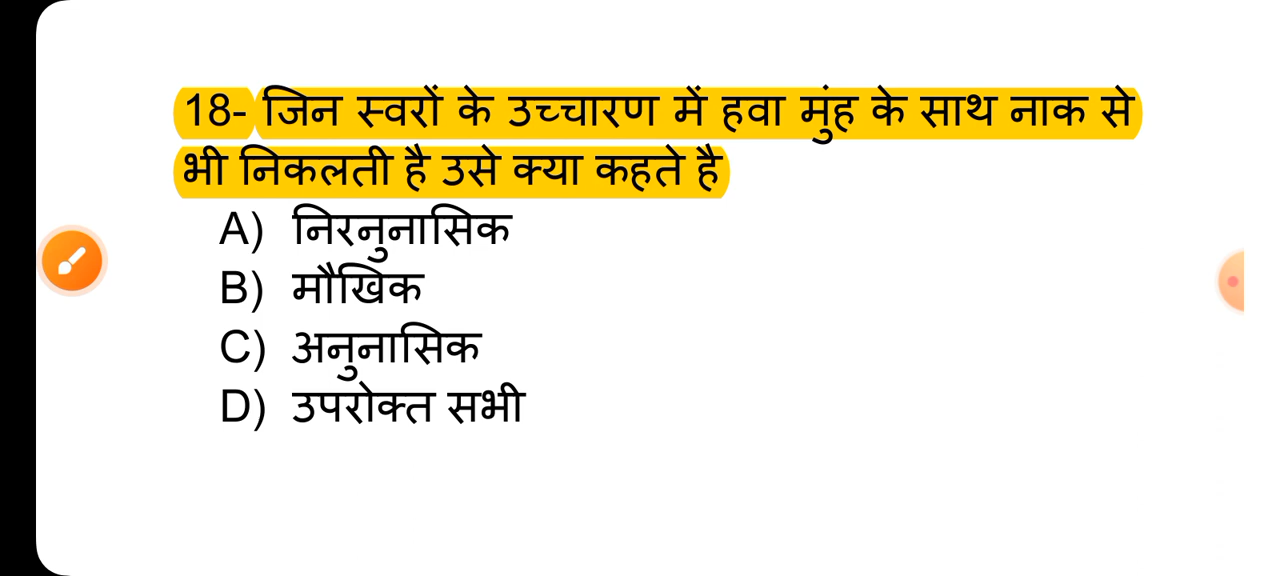 18- जिन स्वरों के उच्चारण में हवा मुंह के साथ नाक से
भी निकलती है उसे क्या कहते है
A) निरनुनासिक
B) मौखिक
C) अनुनासिक
D) उपरोक्त सभी